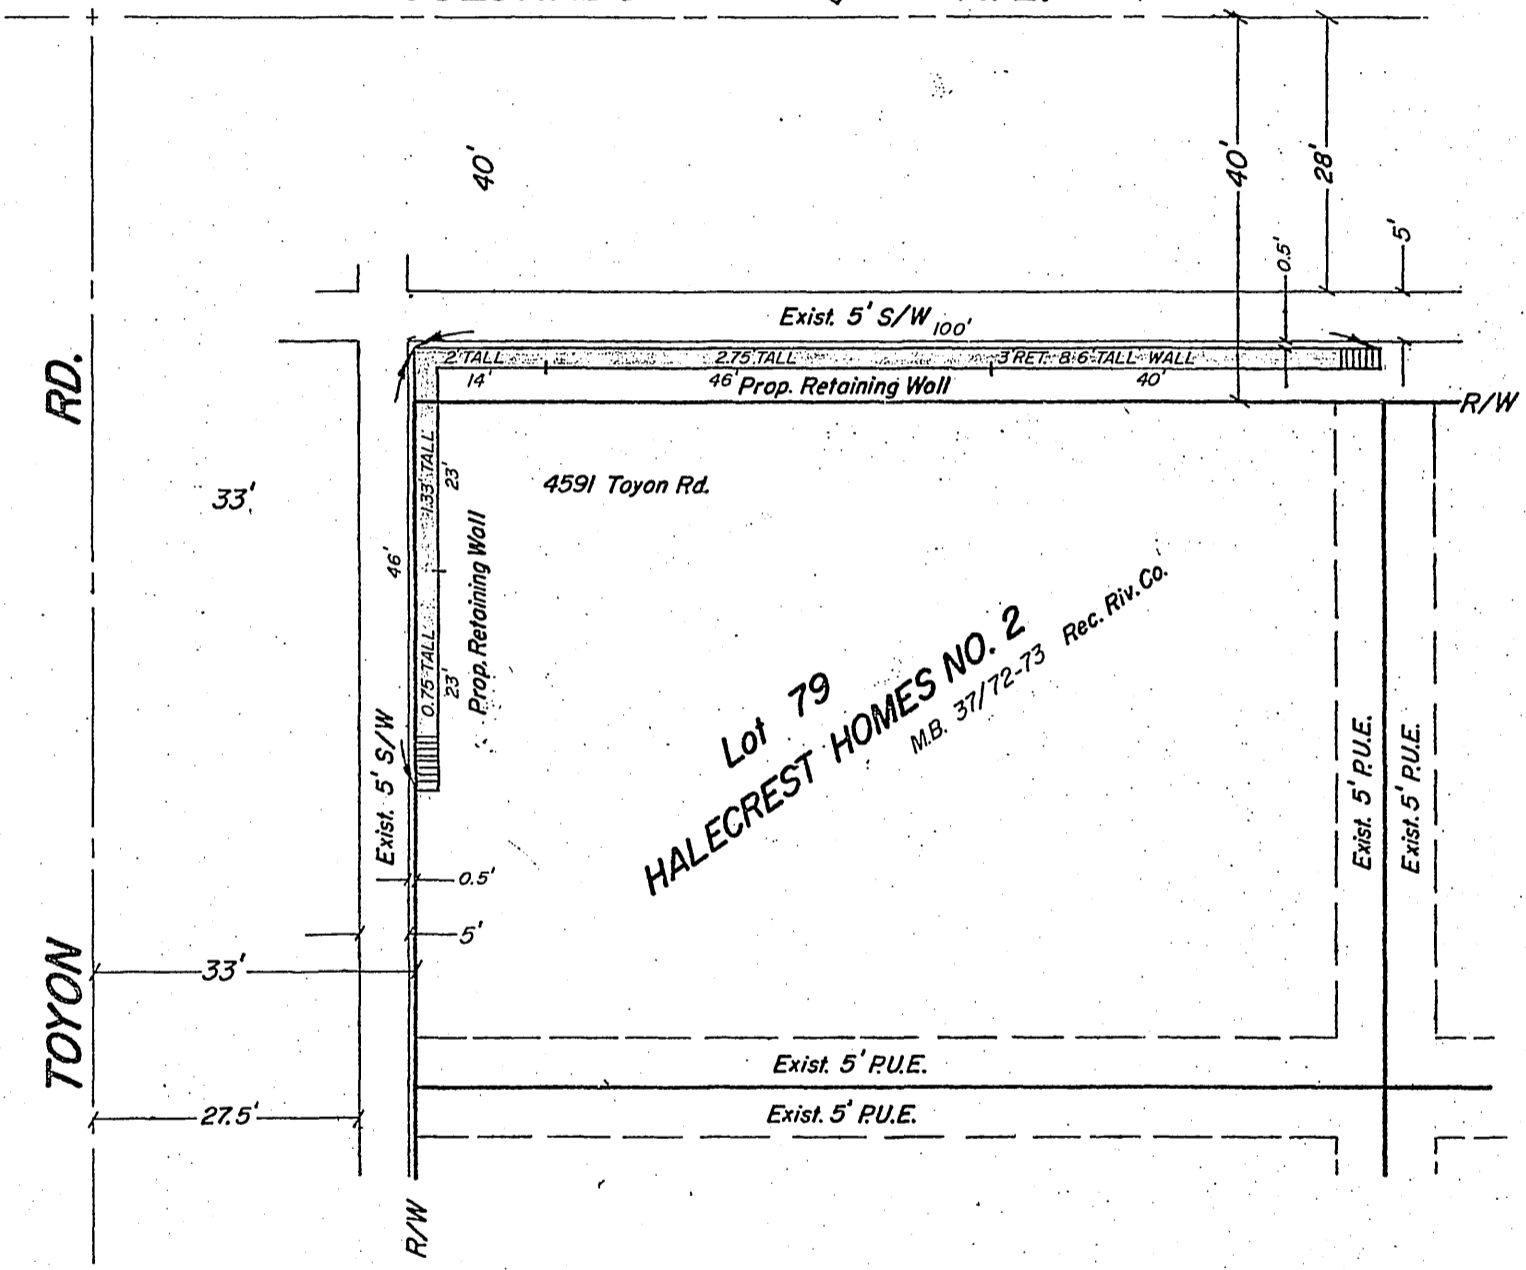 40'
40'
28'
0.5'
5'
Exist. 5' S/W
100'
2' TALL
2.75 TALL
3' RET. & 6' TALL WALL
14'
46'
Prop. Retaining Wall
40'
R/W
RD.
33'
1.33' TALL
23'
4591 Toyon Rd.
46'
Prop. Retaining Wall
0.75 TALL
23'
Lot 79
HALECREST HOMES NO. 2
M.B. 37/72-73 Rec. Riv. Co.
Exist. 5' S/W
Exist. 5' P.U.E.
Exist. 5' P.U.E.
0.5'
5'
33'
TOYON
Exist. 5' P.U.E.
27.5'
Exist. 5' P.U.E.
R/W